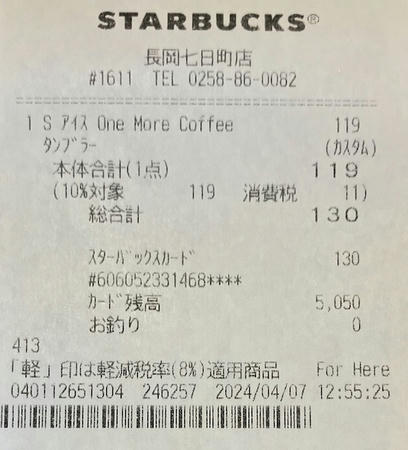 STARBUCKS®
長岡七日町店
#1611 TEL 0258-86-0082
1 S ｱｲｽ One More Coffee 119
ﾀﾝﾌﾞﾗｰ (ｶｽﾀﾑ)
本体合計(1点) 119
(10%対象 119 消費税 11)
総合計 130
ｽﾀｰﾊﾞｯｸｽｶｰﾄﾞ 130
#606052331468****
ｶｰﾄﾞ残高 5,050
お釣り 0
413
「軽」印は軽減税率(8%)適用商品 For Here
040112651304 246257 2024/04/07 12:55:25